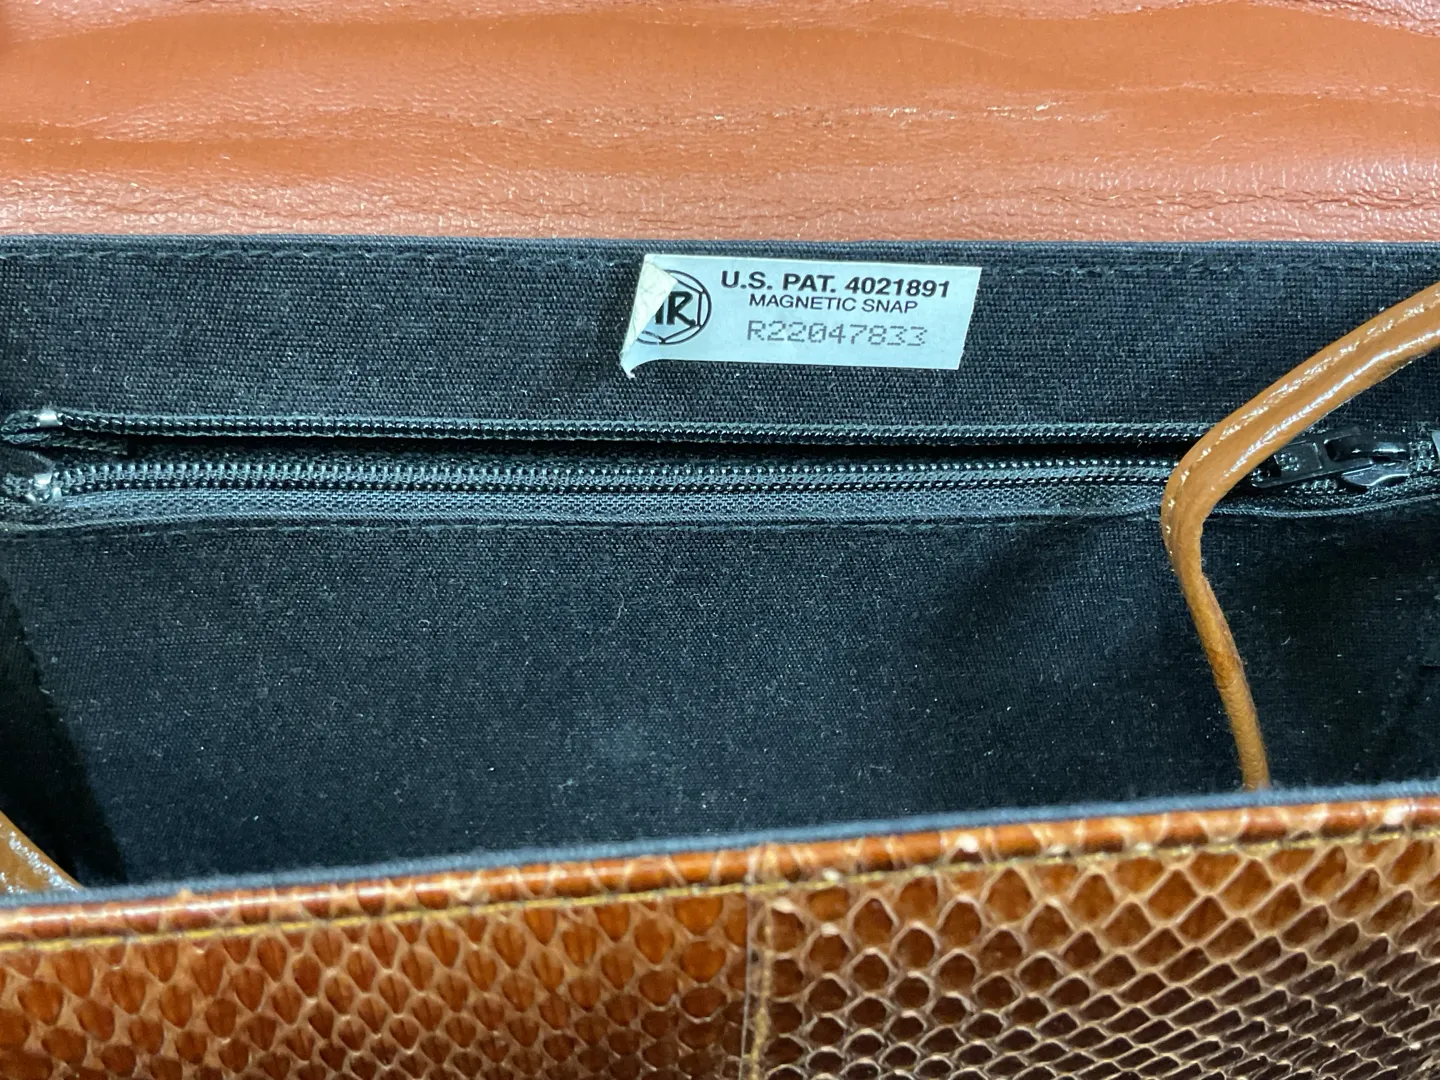 U.S. PAT. 4021891
MAGNETIC SNAP
R22047833